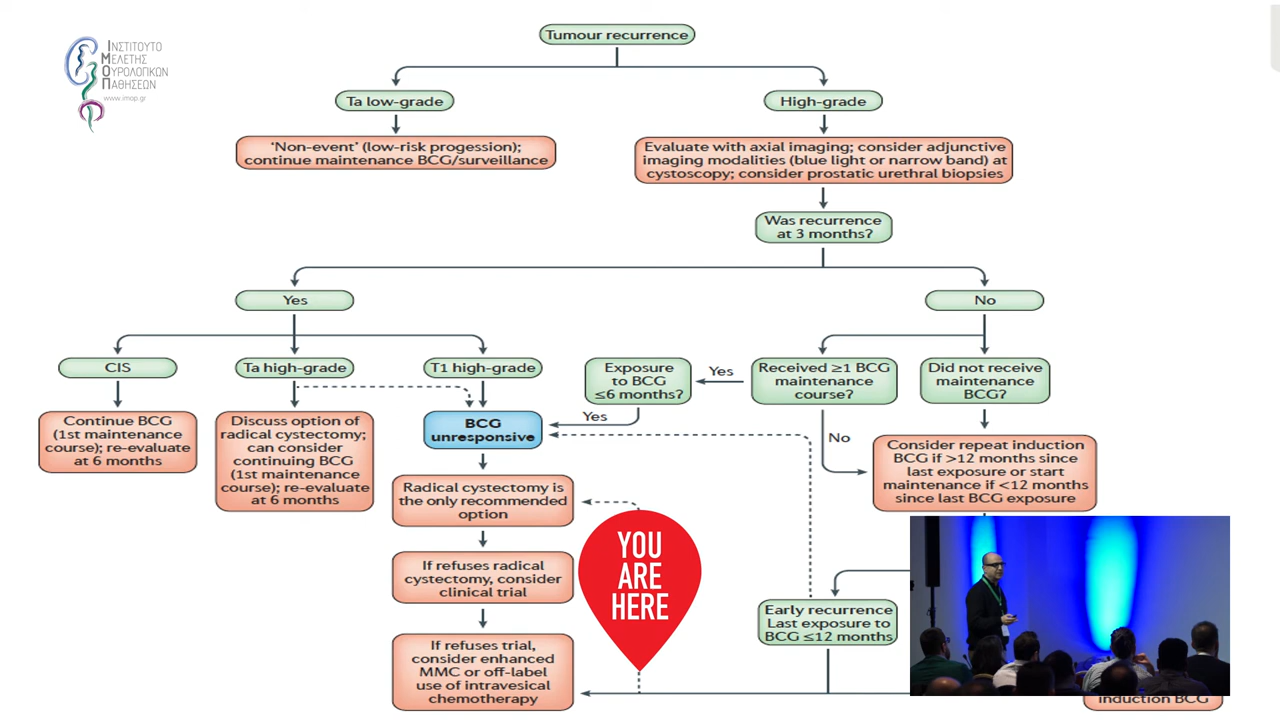 ΙΝΣΤΙΤΟΥΤΟ
ΜΕΛΕΤΗΣ
ΟΥΡΟΛΟΓΙΚΩΝ
ΠΑΘΗΣΕΩΝ
www.imop.gr
Tumour recurrence
Ta low-grade
High-grade
‘Non-event’ (low-risk progession);
continue maintenance BCG/surveillance
Evaluate with axial imaging; consider adjunctive
imaging modalities (blue light or narrow band) at
cystoscopy; consider prostatic urethral biopsies
Was recurrence
at 3 months?
Yes
No
CIS
Ta high-grade
T1 high-grade
Exposure
to BCG
≤6 months?
Yes
Received ≥1 BCG
maintenance
course?
Did not receive
maintenance
BCG?
Continue BCG
(1st maintenance
course); re-evaluate
at 6 months
Discuss option of
radical cystectomy;
can consider
continuing BCG
(1st maintenance
course); re-evaluate
at 6 months
BCG
unresponsive
Yes
No
Consider repeat induction
BCG if >12 months since
last exposure or start
maintenance if <12 months
since last BCG exposure
Radical cystectomy is
the only recommended
option
If refuses radical
cystectomy, consider
clinical trial
If refuses trial,
consider enhanced
MMC or off-label
use of intravesical
chemotherapy
YOU
ARE
HERE
Early recurrence
Last exposure to
BCG ≤12 months
induction BCG